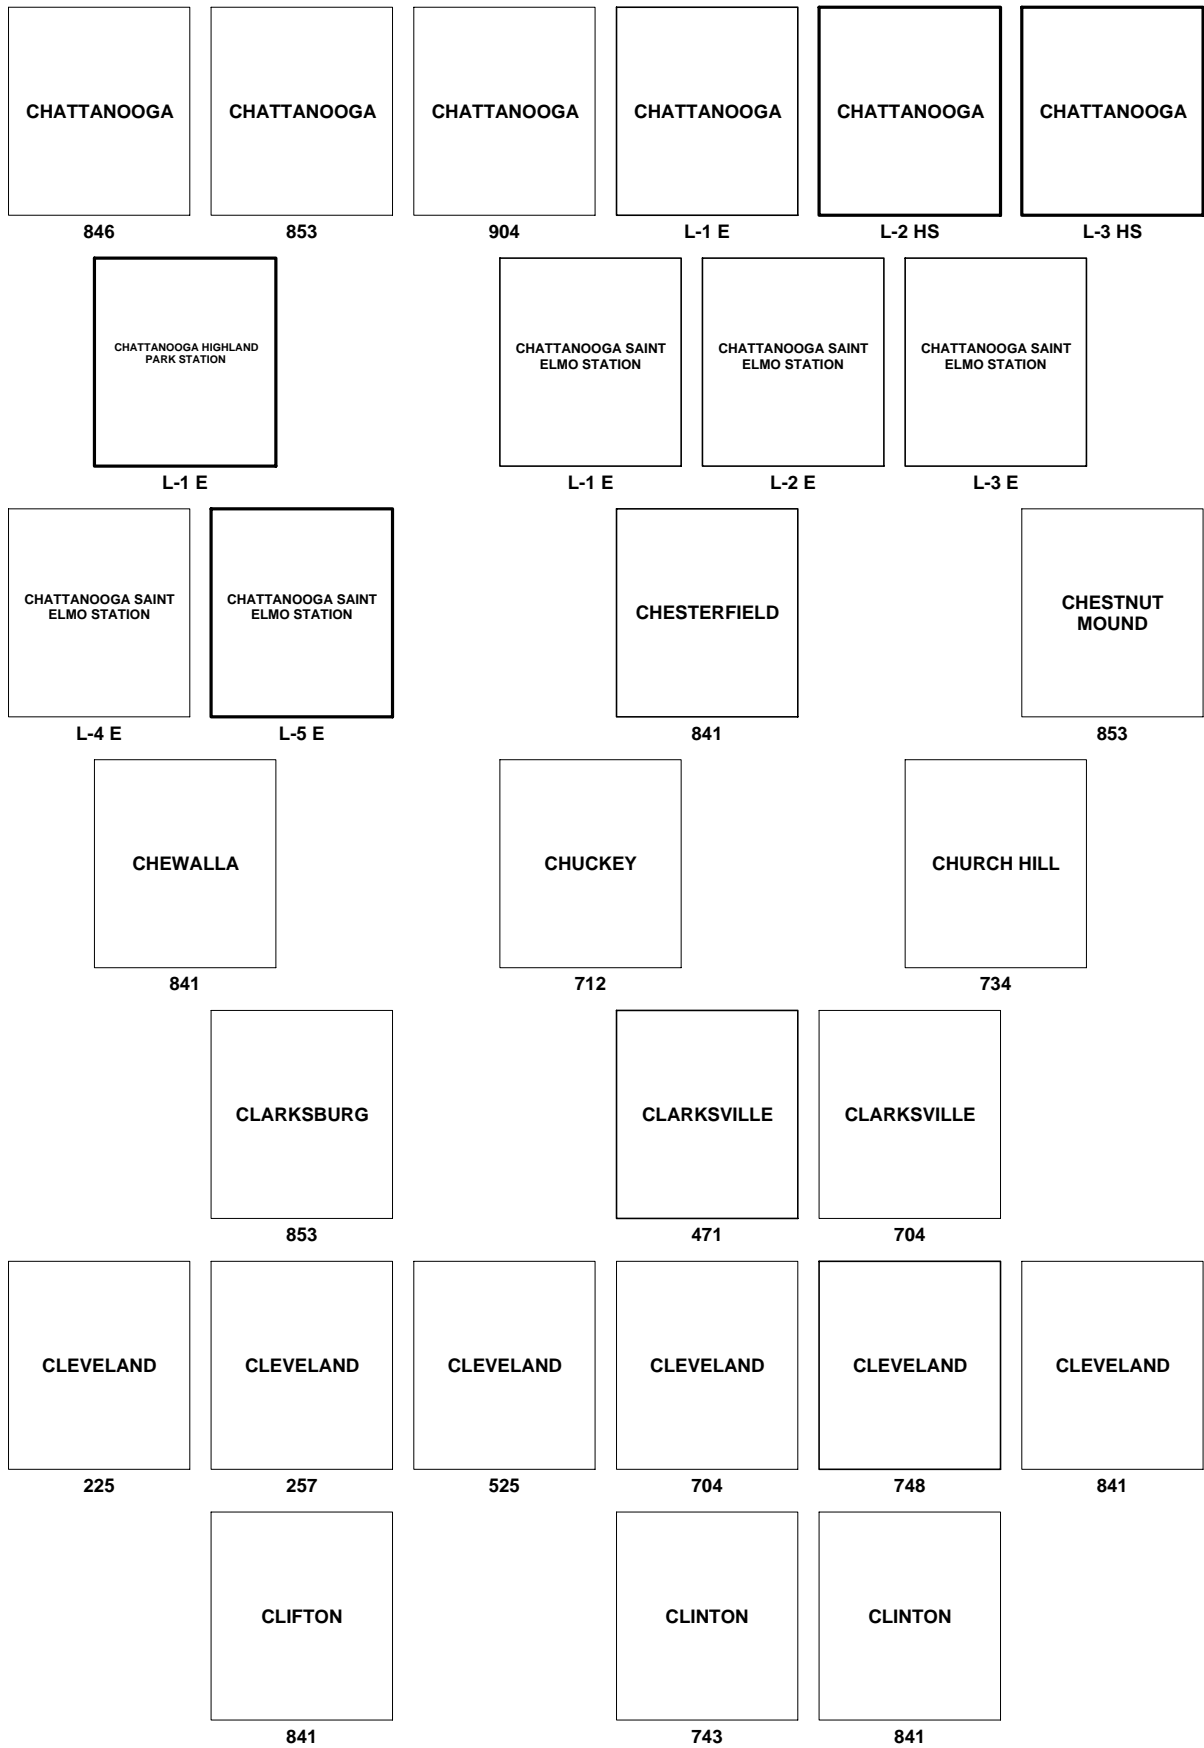 CHATTANOOGA CHATTANOOGA CHATTANOOGA CHATTANOOGA CHATTANOOGA CHATTANOOGA
846 853 904 L-1 E L-2 HS L-3 HS
CHATTANOOGA HIGHLAND CHATTANOOGA SAINT CHATTANOOGA SAINT CHATTANOOGA SAINT
PARK STATION ELMO STATION ELMO STATION ELMO STATION
L-1 E L-1 E L-2 E L-3 E
CHATTANOOGA SAINT CHATTANOOGA SAINT CHESTERFIELD CHESTNUT
ELMO STATION ELMO STATION MOUND
L-4 E L-5 E 841 853
CHEWALLA CHUCKEY CHURCH HILL
841 712 734
CLARKSBURG CLARKSVILLE CLARKSVILLE
853 471 704
CLEVELAND CLEVELAND CLEVELAND CLEVELAND CLEVELAND CLEVELAND
225 257 525 704 748 841
CLIFTON CLINTON CLINTON
841 743 841